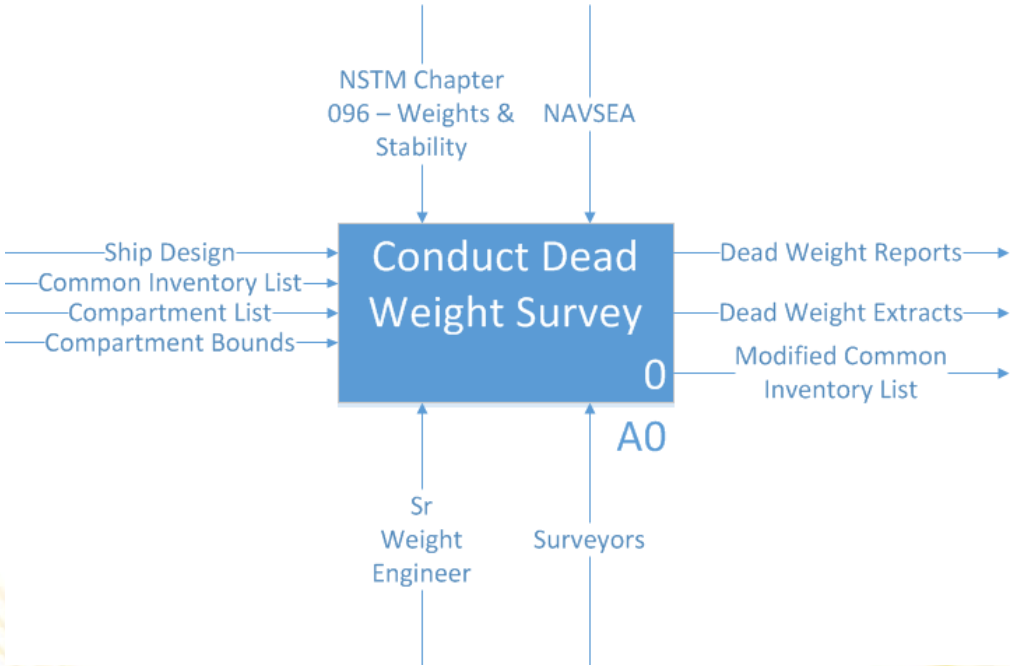 NSTM Chapter
096 – Weights &
Stability
NAVSEA
Ship Design
Common Inventory List
Compartment List
Compartment Bounds
Conduct Dead
Weight Survey
0
A0
Dead Weight Reports
Dead Weight Extracts
Modified Common
Inventory List
Sr
Weight
Engineer
Surveyors